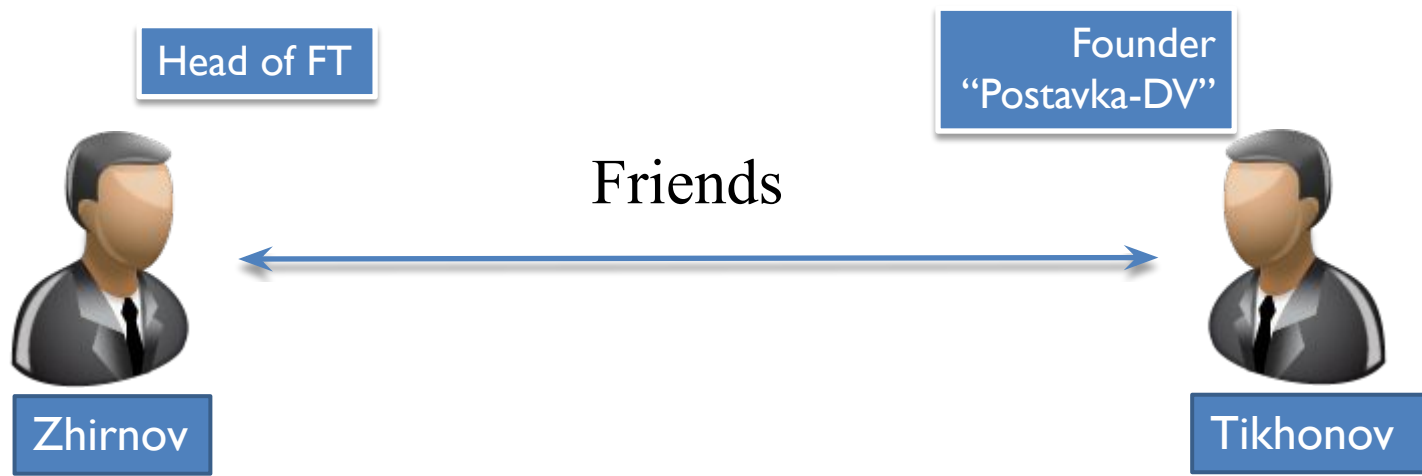 Head of FT
Founder
“Postavka-DV”
Friends
Zhirnov
Tikhonov